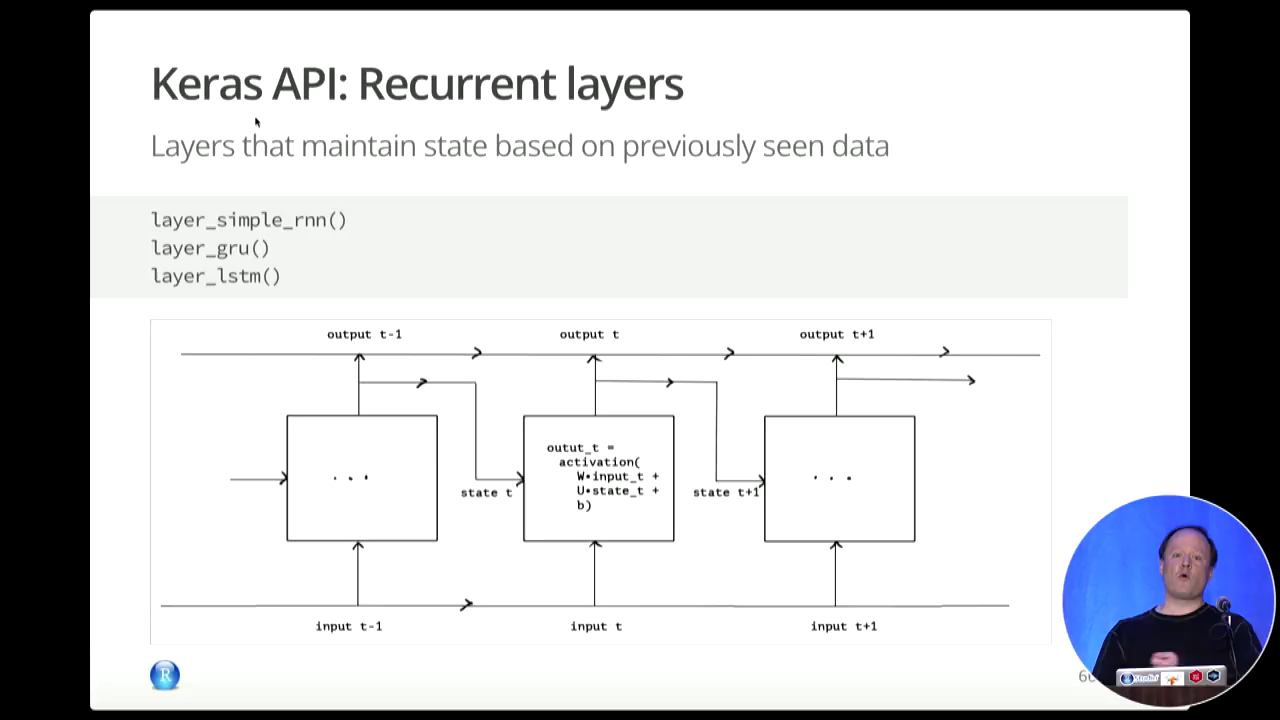 Keras API: Recurrent layers
Layers that maintain state based on previously seen data
layer_simple_rnn()
layer_gru()
layer_lstm()
output t-1
output t
output t+1
outut_t =
activation(
W•input_t +
U•state_t +
b)
. . .
. . .
state t
state t+1
input t-1
input t
input t+1
R
Studio